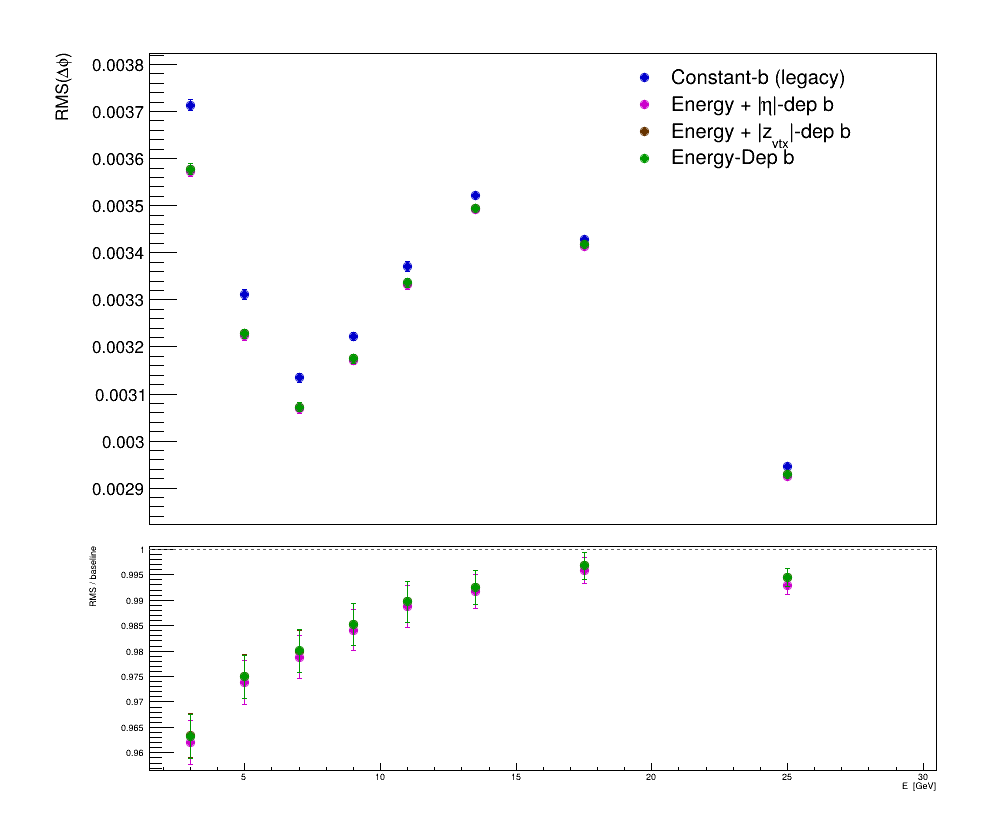 RMS(Δϕ)
0.0038
0.0037
0.0036
0.0035
0.0034
0.0033
0.0032
0.0031
0.003
0.0029
Constant-b (legacy)
Energy + |η|-dep b
Energy + |z_vtx|-dep b
Energy-Dep b
RMS / baseline
1
0.995
0.99
0.985
0.98
0.975
0.97
0.965
0.96
5 10 15 20 25 30
E [GeV]